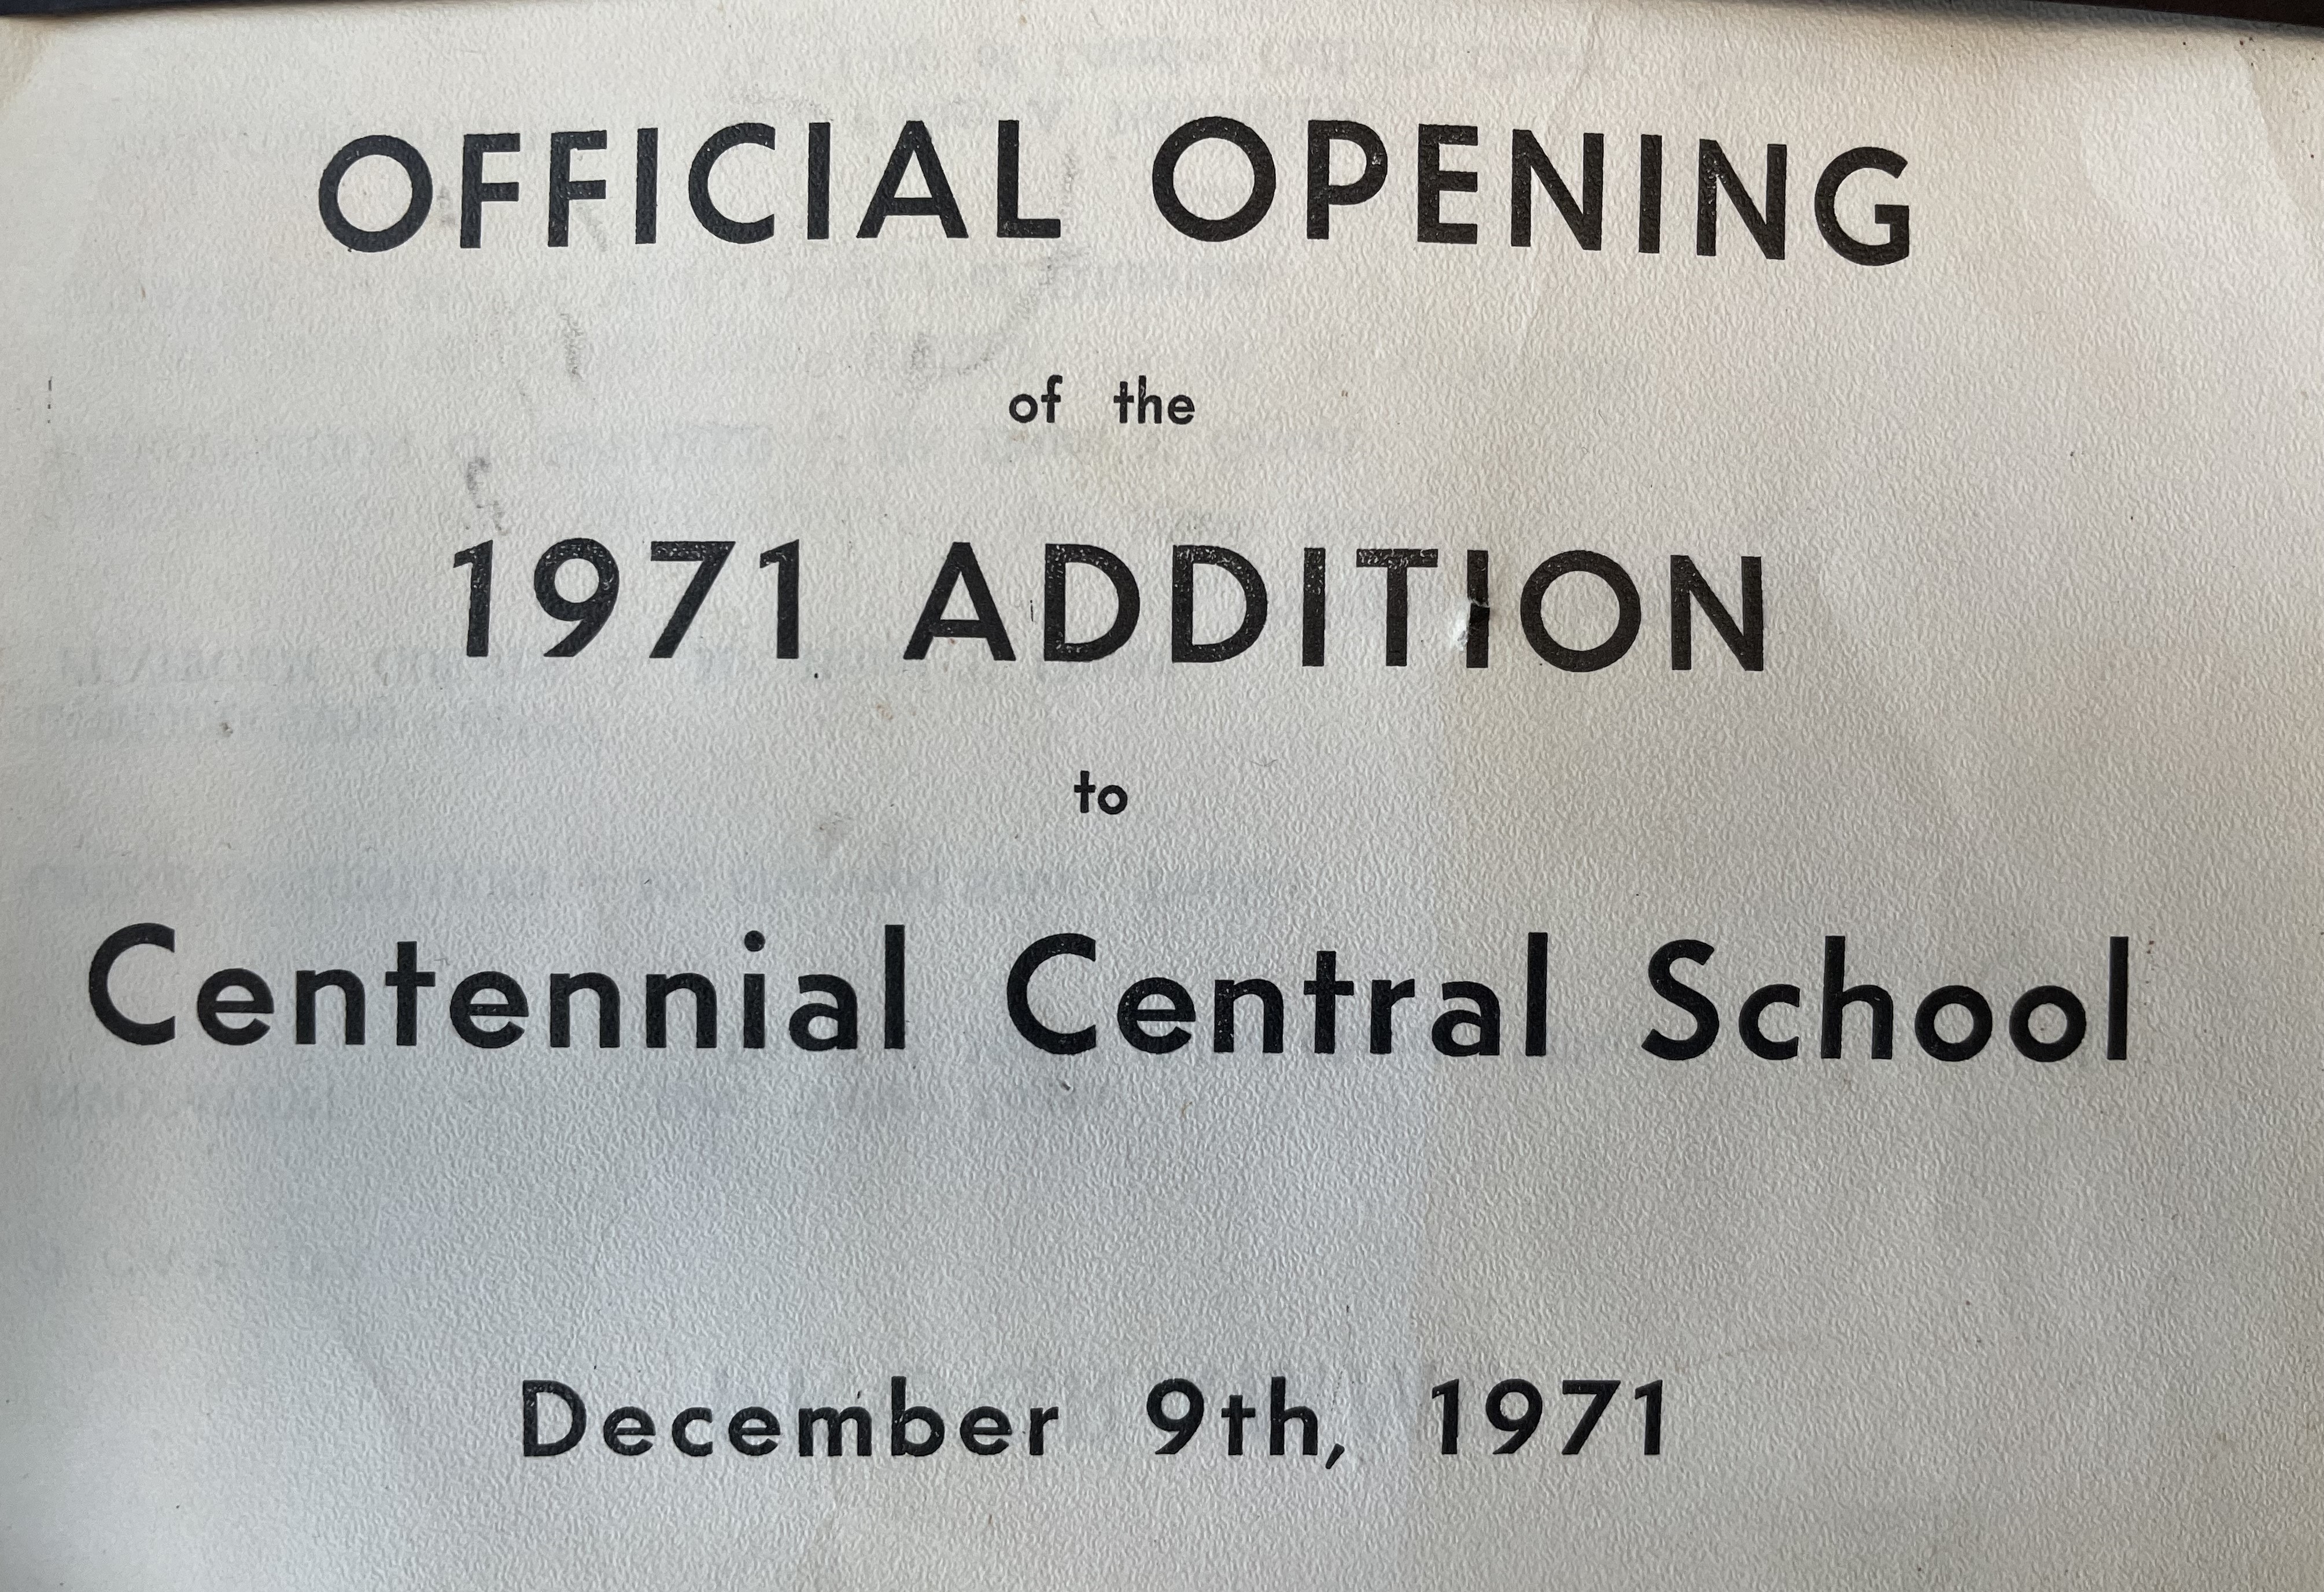 OFFICIAL OPENING
of the
1971 ADDITION
to
Centennial Central School
December 9th, 1971